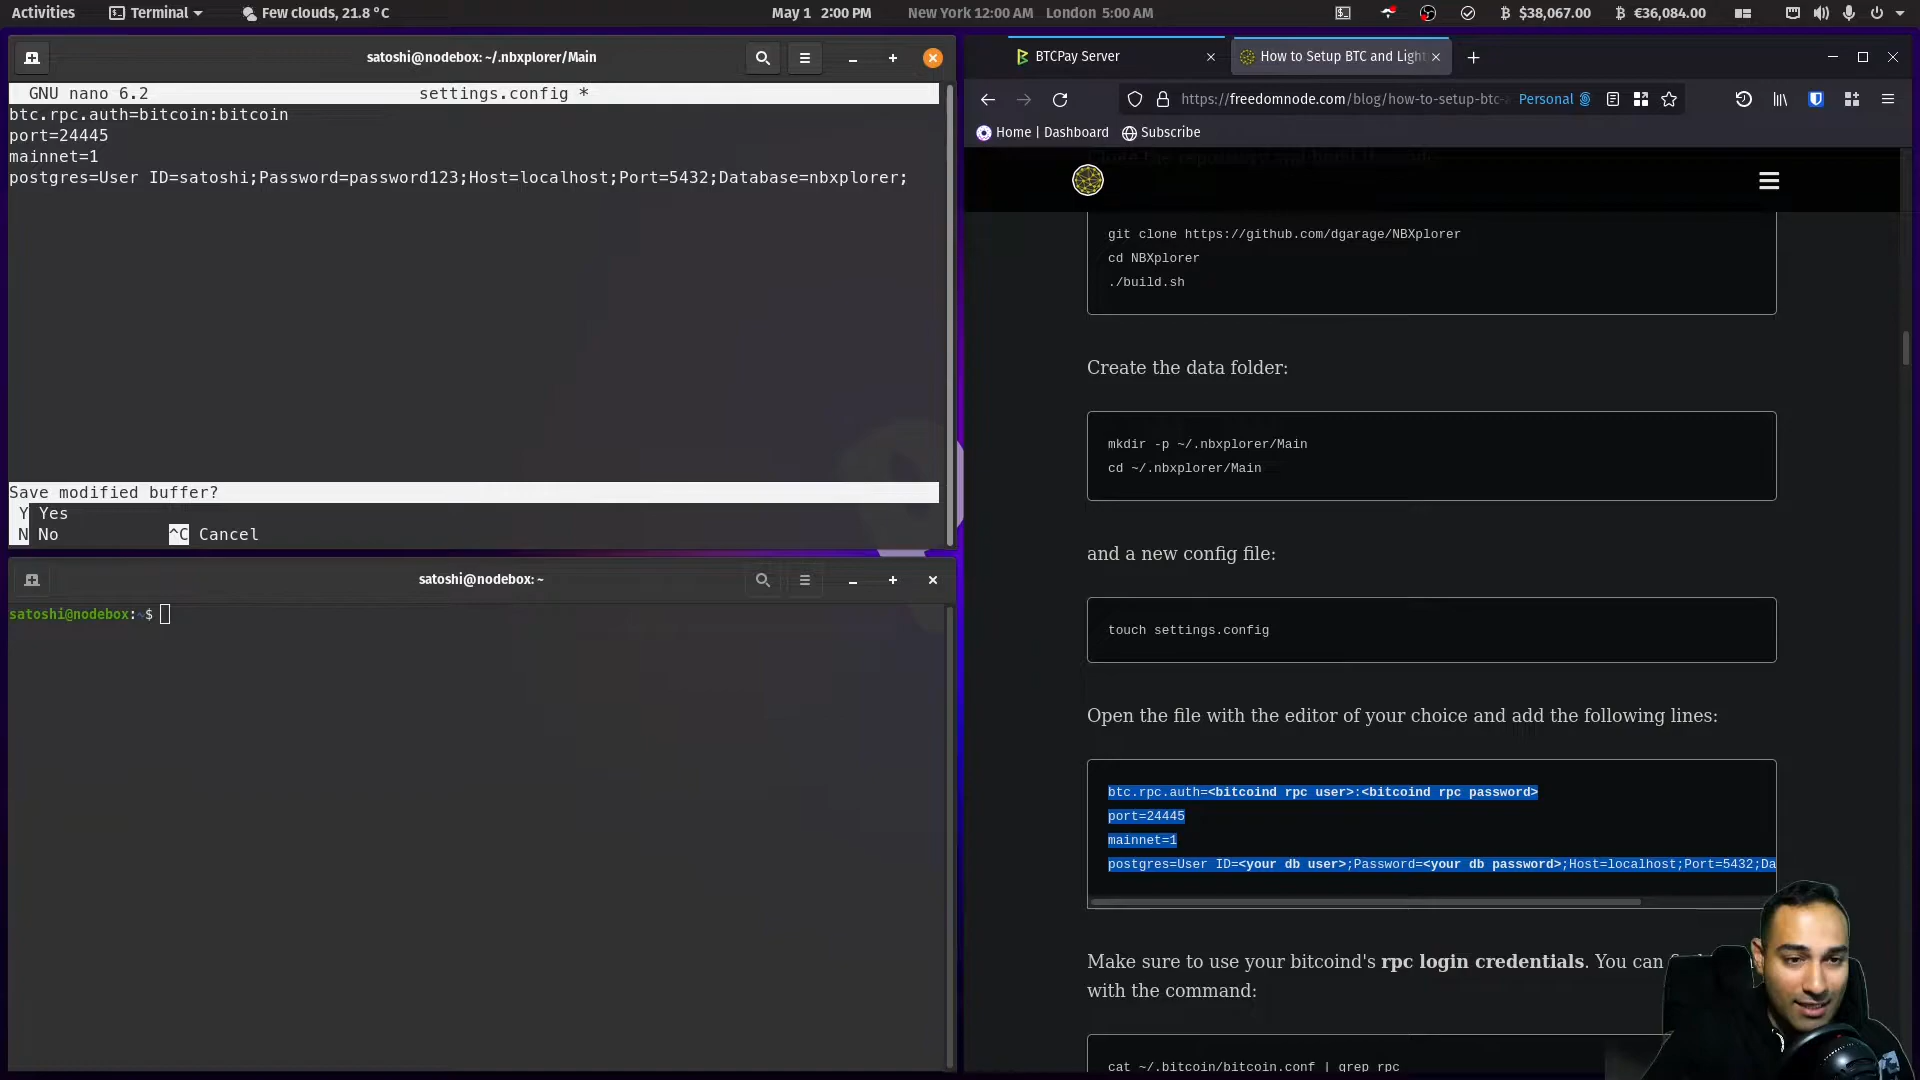 Activities
Terminal
Few clouds, 21.8 °C
May 1 2:00 PM
New York 12:00 AM London 5:00 AM
$38,067.00
€36,084.00
satoshi@nodebox: ~/.nbxplorer/Main
GNU nano 6.2 settings.config *
btc.rpc.auth=bitcoin:bitcoin
port=24445
mainnet=1
postgres=User ID=satoshi;Password=password123;Host=localhost;Port=5432;Database=nbxplorer;
Save modified buffer?
Y Yes
N No ^C Cancel
satoshi@nodebox: ~
satoshi@nodebox:~$
BTCPay Server
How to Setup BTC and Light
https://freedomnode.com/blog/how-to-setup-btc-
Personal
Home | Dashboard
Subscribe
git clone https://github.com/dgarage/NBXplorer
cd NBXplorer
./build.sh
Create the data folder:
mkdir -p ~/.nbxplorer/Main
cd ~/.nbxplorer/Main
and a new config file:
touch settings.config
Open the file with the editor of your choice and add the following lines:
btc.rpc.auth=<bitcoind rpc user>:<bitcoind rpc password>
port=24445
mainnet=1
postgres=User ID=<your db user>;Password=<your db password>;Host=localhost;Port=5432;Da
Make sure to use your bitcoind's rpc login credentials. You can
with the command:
cat ~/.bitcoin/bitcoin.conf | grep rpc